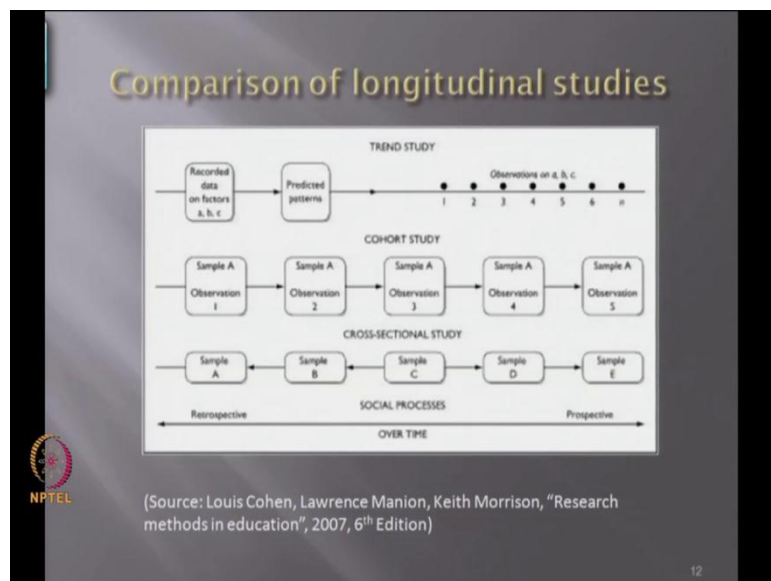 Comparison of longitudinal studies
TREND STUDY
Recorded
data
on factors
a, b, c
Predicted
patterns
Observations on a, b, c.
1 2 3 4 5 6 n
COHORT STUDY
Sample A
Observation
1
Sample A
Observation
2
Sample A
Observation
3
Sample A
Observation
4
Sample A
Observation
5
CROSS-SECTIONAL STUDY
Sample
A
Sample
B
Sample
C
Sample
D
Sample
E
SOCIAL PROCESSES
Retrospective Prospective
OVER TIME
NPTEL
(Source: Louis Cohen, Lawrence Manion, Keith Morrison, “Research
methods in education”, 2007, 6th Edition)
12